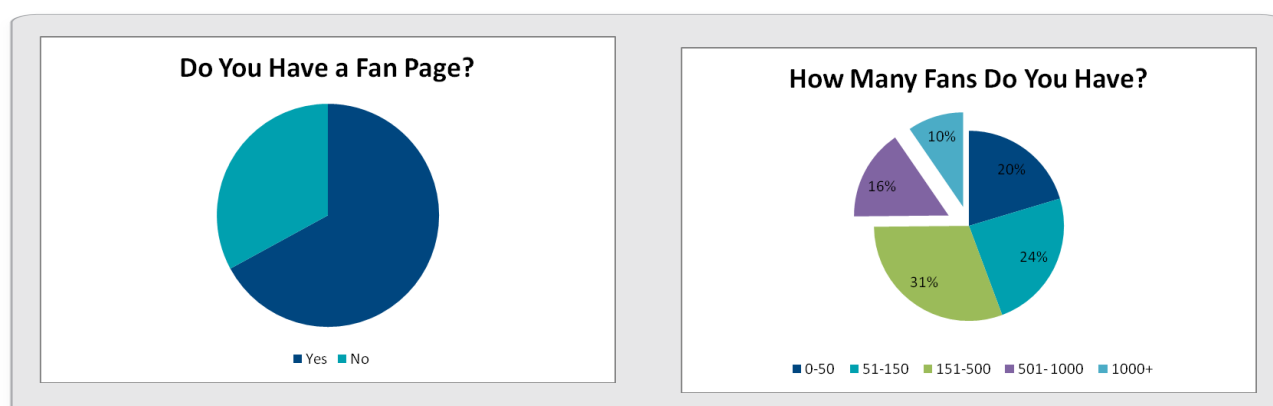 Do You Have a Fan Page?
Yes No
How Many Fans Do You Have?
10%
20%
16%
24%
31%
0-50 51-150 151-500 501-1000 1000+